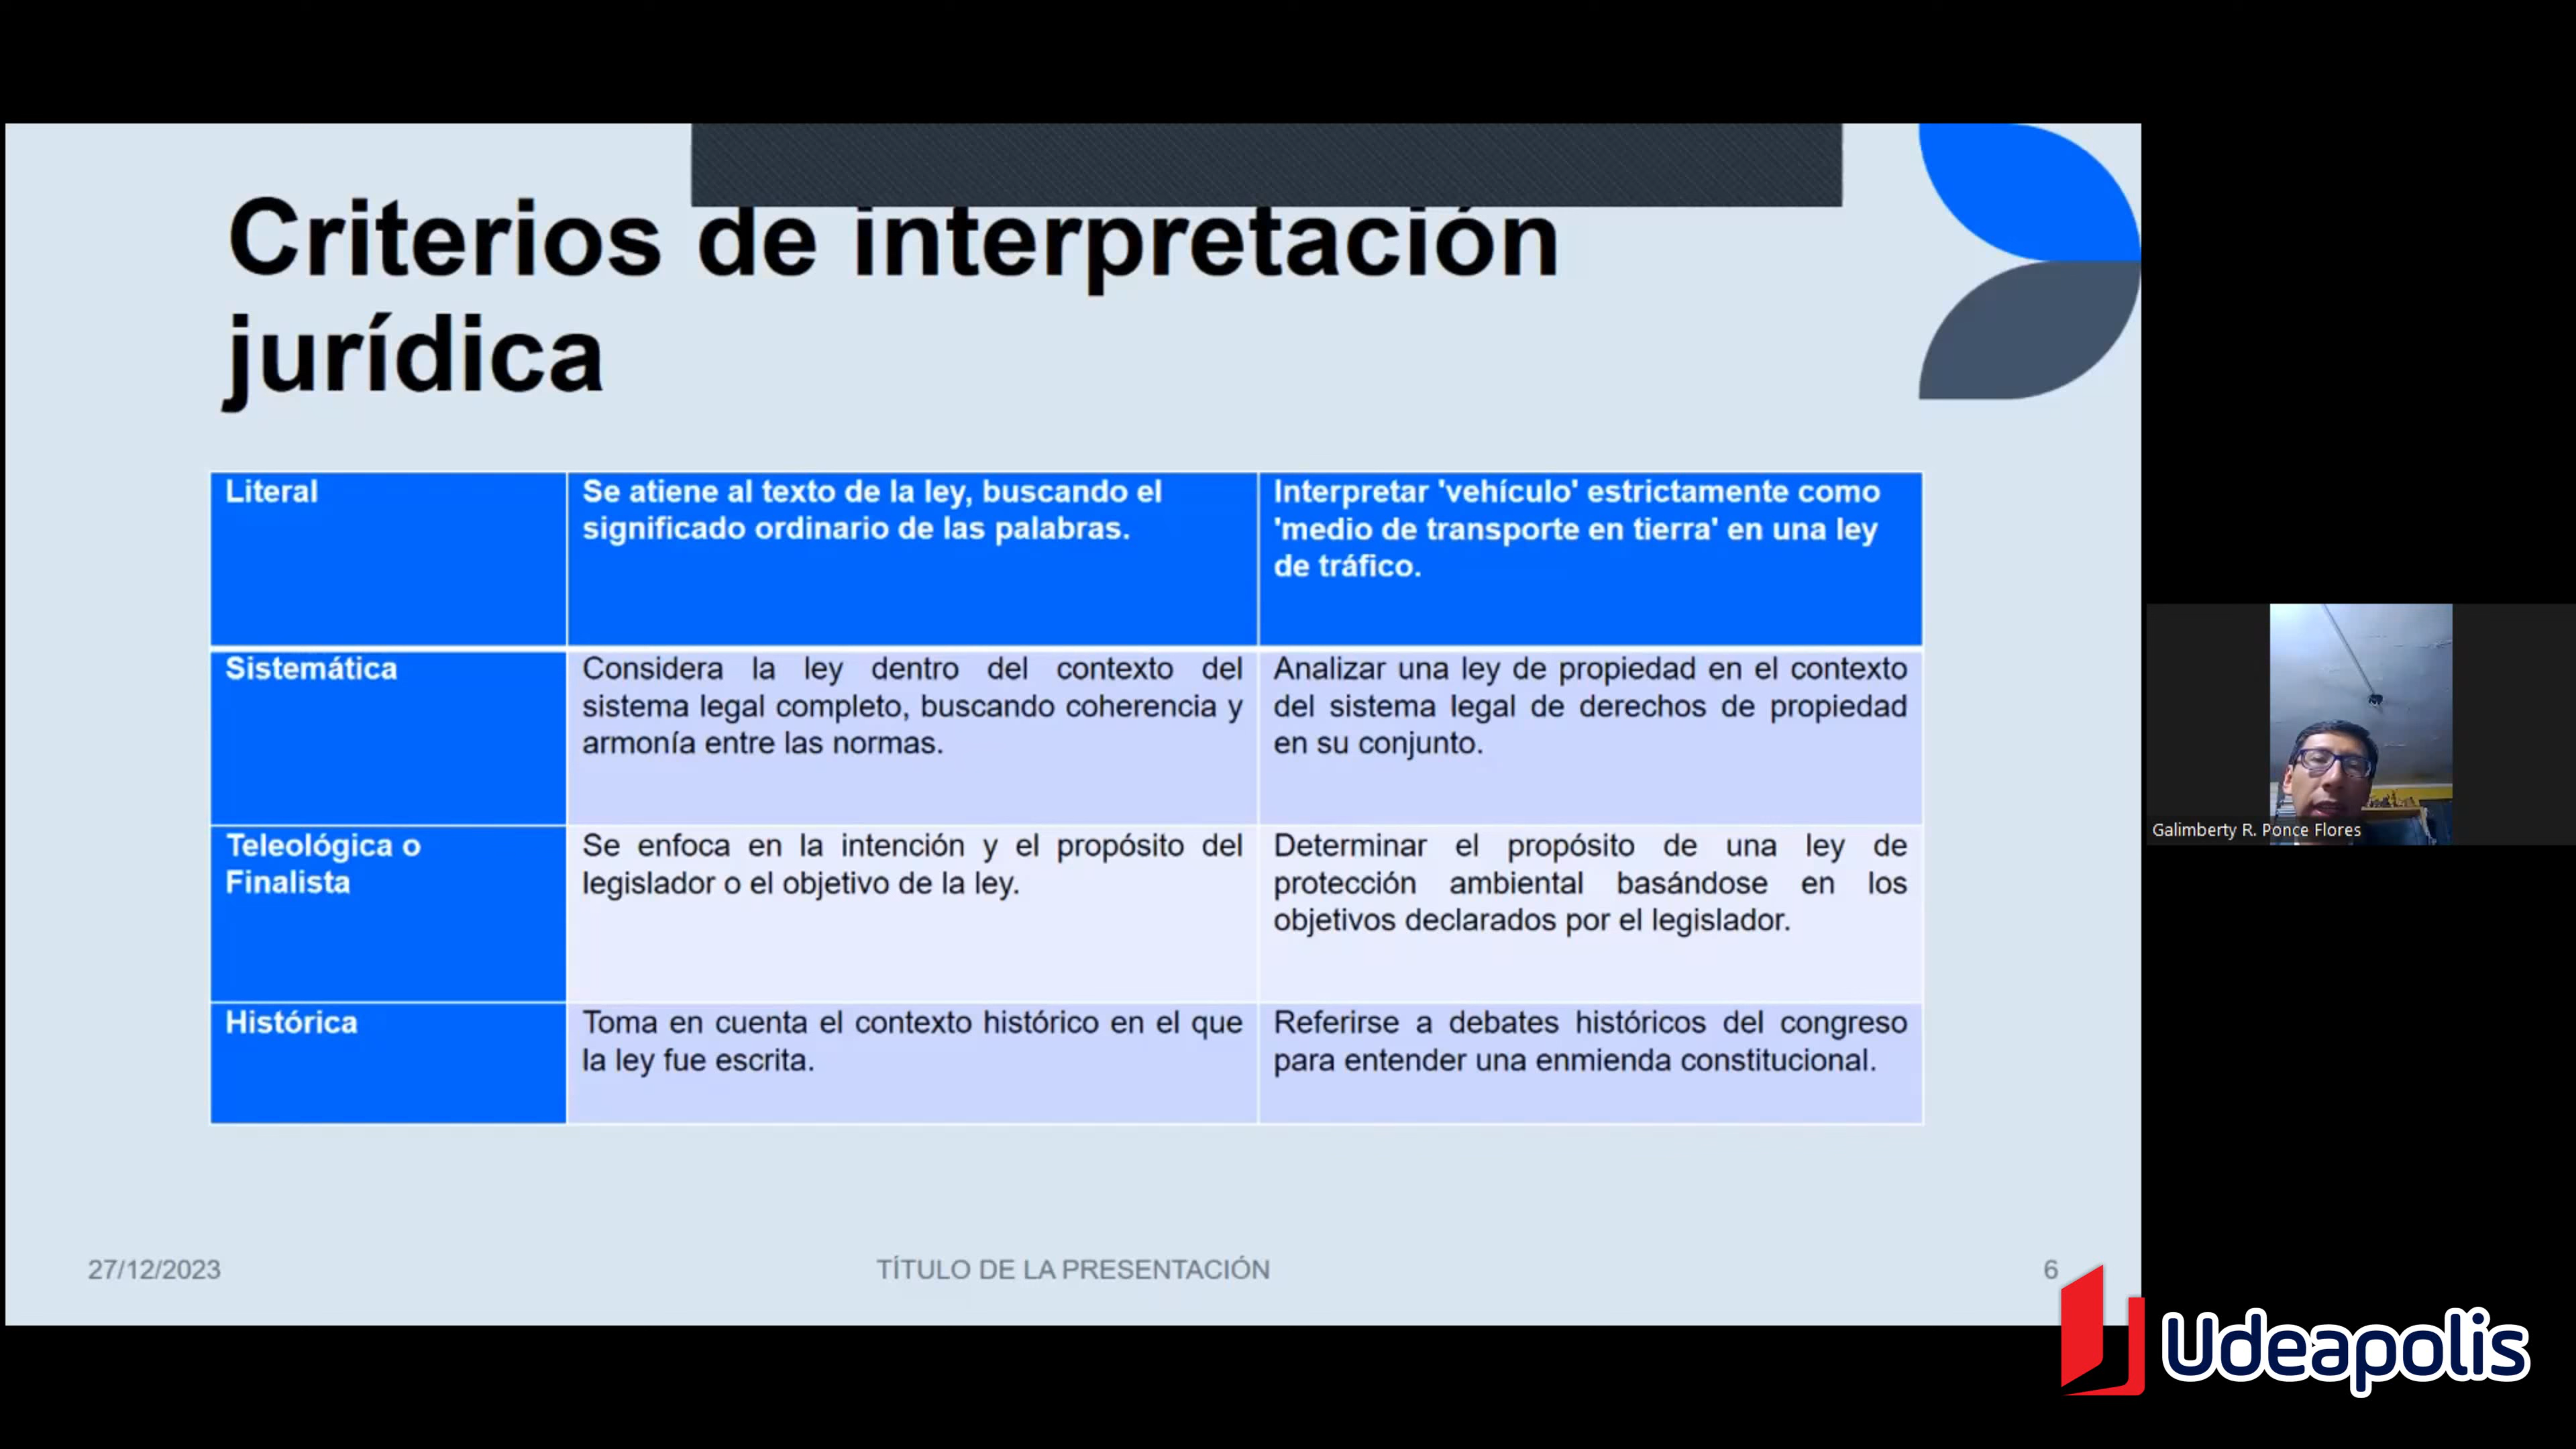 Criterios de interpretación
jurídica
Literal
Se atiene al texto de la ley, buscando el
significado ordinario de las palabras.
Interpretar 'vehículo' estrictamente como
'medio de transporte en tierra' en una ley
de tráfico.
Sistemática
Considera la ley dentro del contexto del
sistema legal completo, buscando coherencia y
armonía entre las normas.
Analizar una ley de propiedad en el contexto
del sistema legal de derechos de propiedad
en su conjunto.
Teleológica o
Finalista
Se enfoca en la intención y el propósito del
legislador o el objetivo de la ley.
Determinar el propósito de una ley de
protección ambiental basándose en los
objetivos declarados por el legislador.
Histórica
Toma en cuenta el contexto histórico en el que
la ley fue escrita.
Referirse a debates históricos del congreso
para entender una enmienda constitucional.
27/12/2023
TÍTULO DE LA PRESENTACIÓN
6
Galimberty R. Ponce Flores
Udeapolis